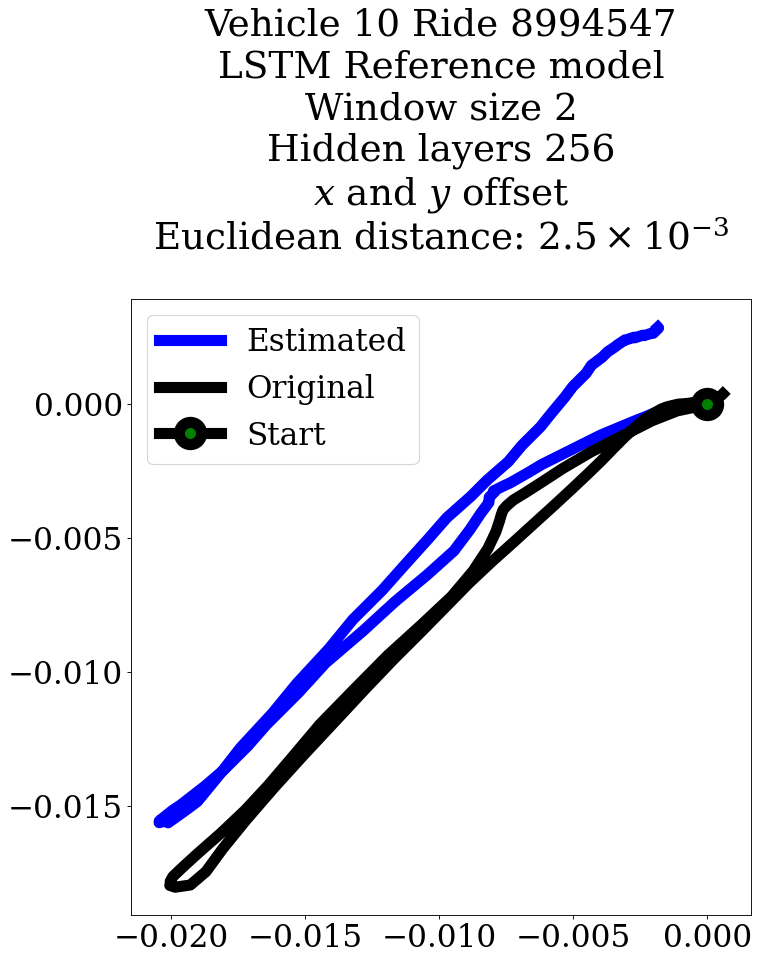 Vehicle 10 Ride 8994547
LSTM Reference model
Window size 2
Hidden layers 256
x and y offset
Euclidean distance: 2.5 × 10⁻³
Estimated
Original
Start
0.000
−0.005
−0.010
−0.015
−0.020 −0.015 −0.010 −0.005 0.000